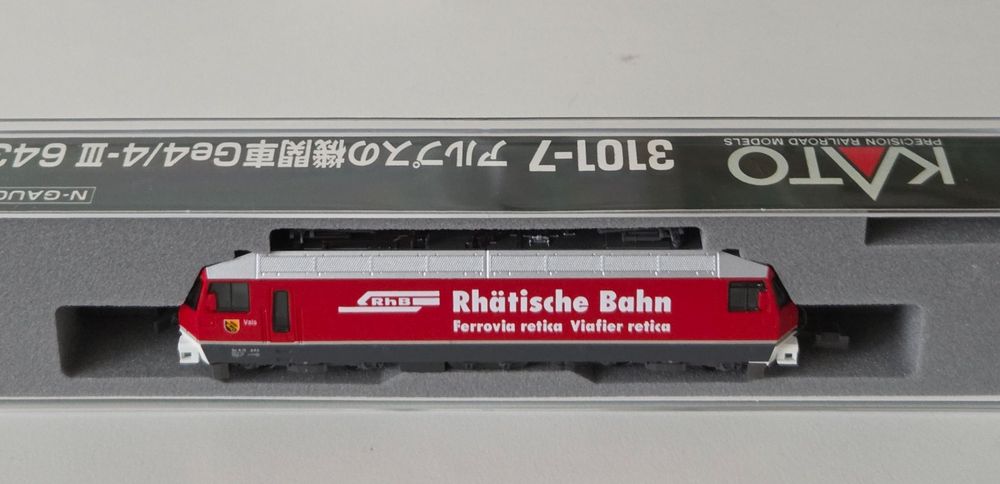 KATO
PRECISION RAILROAD MODELS
3101-7 アルプスの機関車Ge4/4-III 643
N-GAUG
RhB Rhätische Bahn
Ferrovia retica Viafier retica
Vals